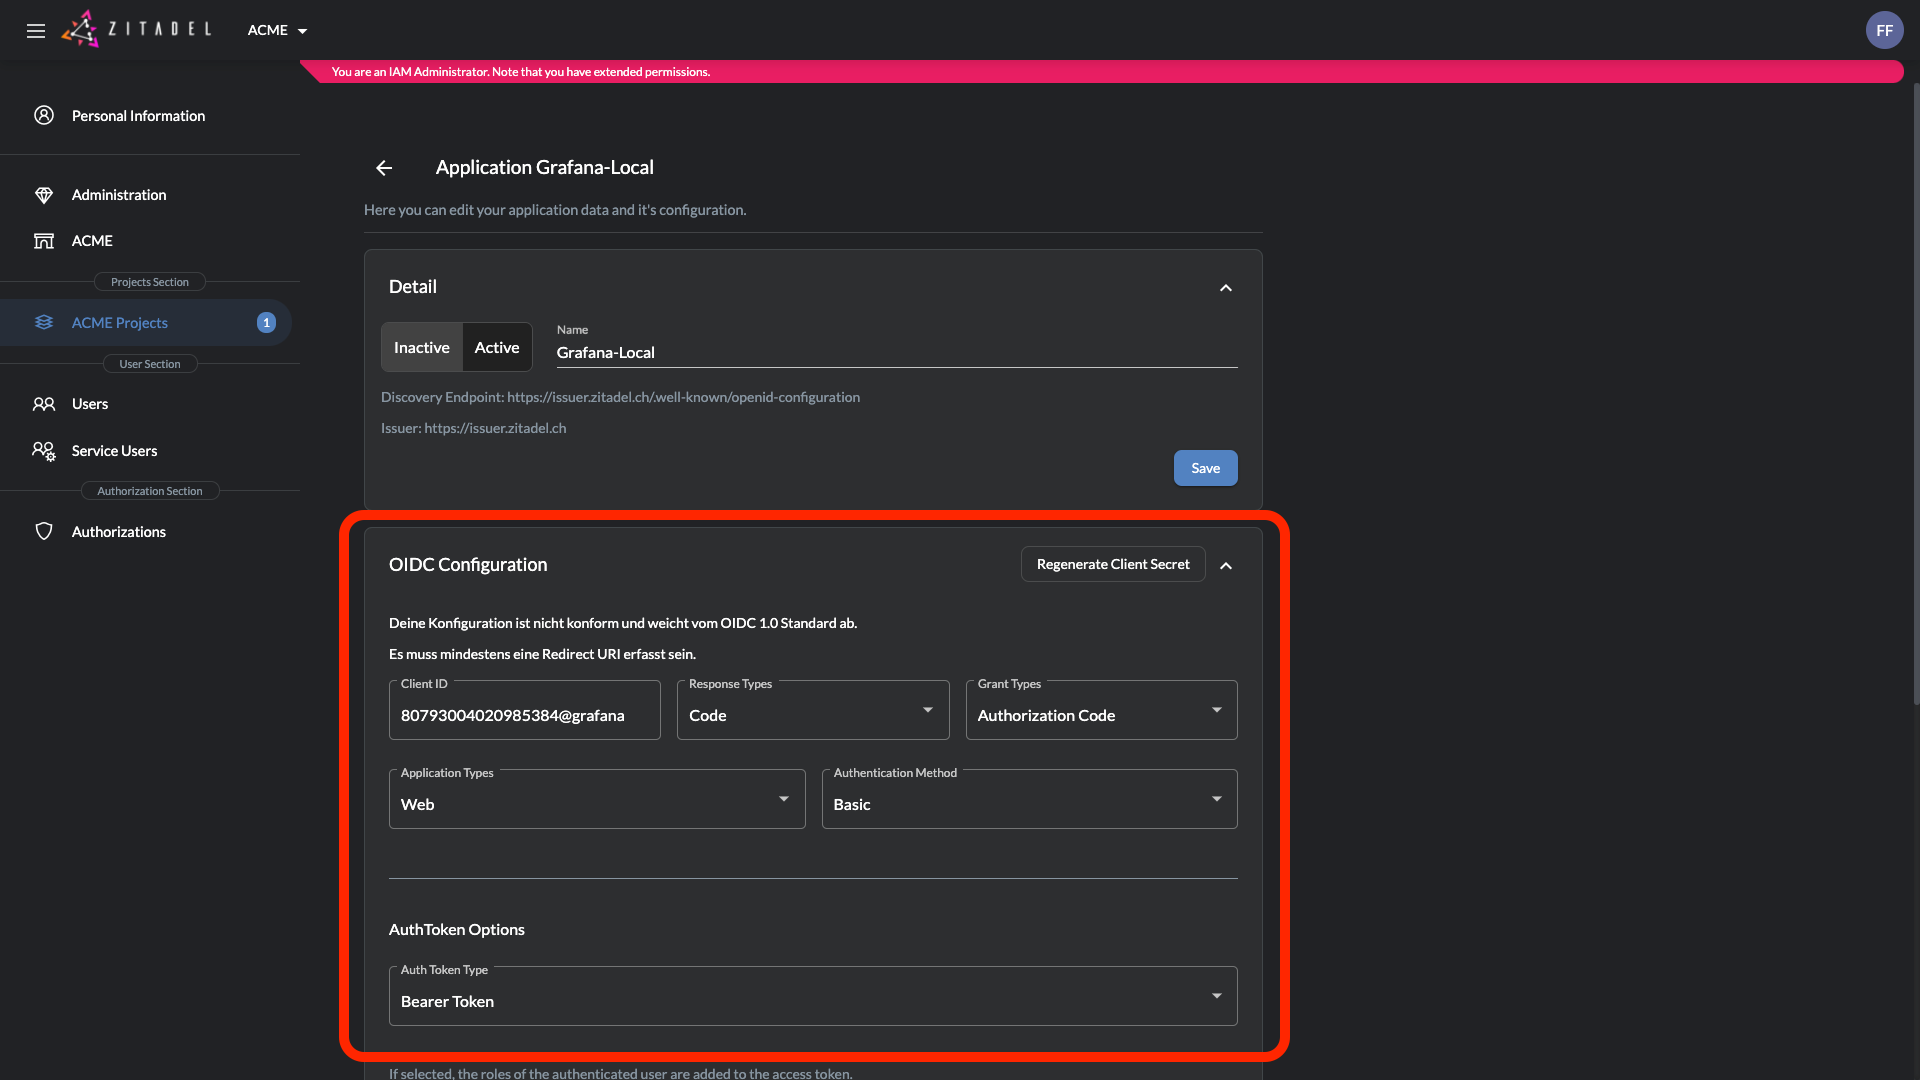 ZITADEL
ACME
FF
You are an IAM Administrator. Note that you have extended permissions.
Personal Information
Administration
ACME
Projects Section
ACME Projects
1
User Section
Users
Service Users
Authorization Section
Authorizations
Application Grafana-Local
Here you can edit your application data and it's configuration.
Detail
Inactive
Active
Name
Grafana-Local
Discovery Endpoint: https://issuer.zitadel.ch/.well-known/openid-configuration
Issuer: https://issuer.zitadel.ch
Save
OIDC Configuration
Regenerate Client Secret
Deine Konfiguration ist nicht konform und weicht vom OIDC 1.0 Standard ab.
Es muss mindestens eine Redirect URI erfasst sein.
Client ID
80793004020985384@grafana
Response Types
Code
Grant Types
Authorization Code
Application Types
Web
Authentication Method
Basic
AuthToken Options
Auth Token Type
Bearer Token
If selected, the roles of the authenticated user are added to the access token.